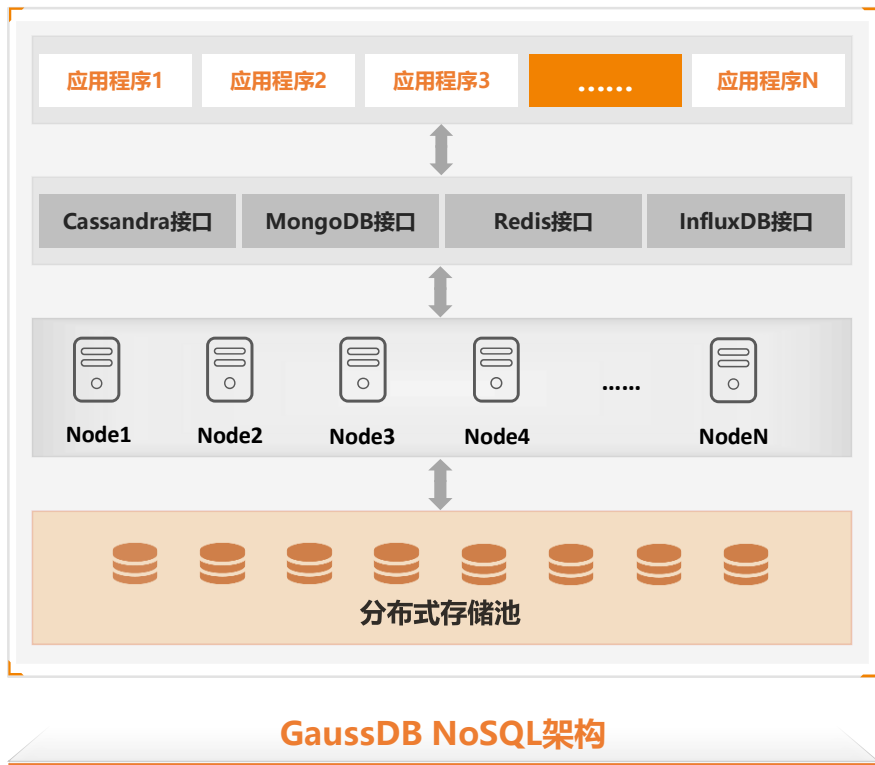 应用程序1 应用程序2 应用程序3 …… 应用程序N
Cassandra接口 MongoDB接口 Redis接口 InfluxDB接口
……
Node1 Node2 Node3 Node4 NodeN
分布式存储池
GaussDB NoSQL架构